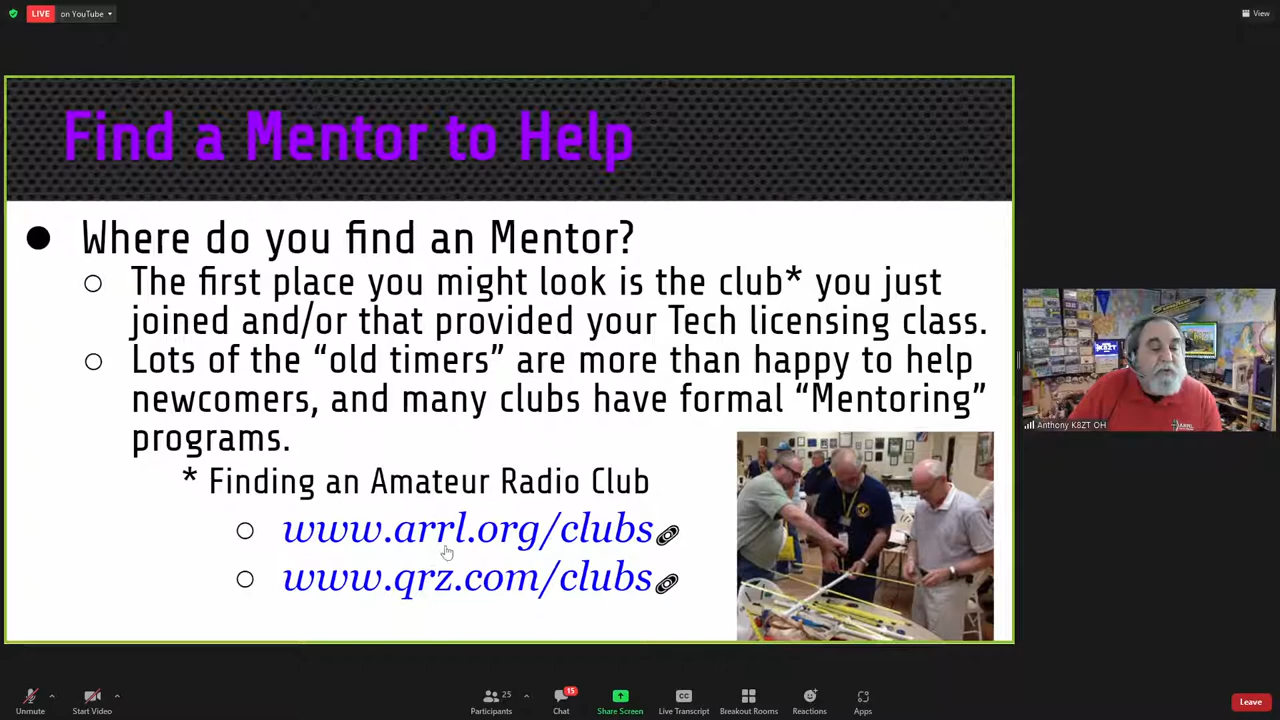 LIVE on YouTube
View
Find a Mentor to Help
Where do you find an Mentor?
The first place you might look is the club* you just
joined and/or that provided your Tech licensing class.
Lots of the “old timers” are more than happy to help
newcomers, and many clubs have formal “Mentoring”
programs.
* Finding an Amateur Radio Club
www.arrl.org/clubs
www.qrz.com/clubs
K8ZT
ARRL
Anthony K8ZT OH
25
15
CC
Unmute
Start Video
Participants
Chat
Share Screen
Live Transcript
Breakout Rooms
Reactions
Apps
Leave